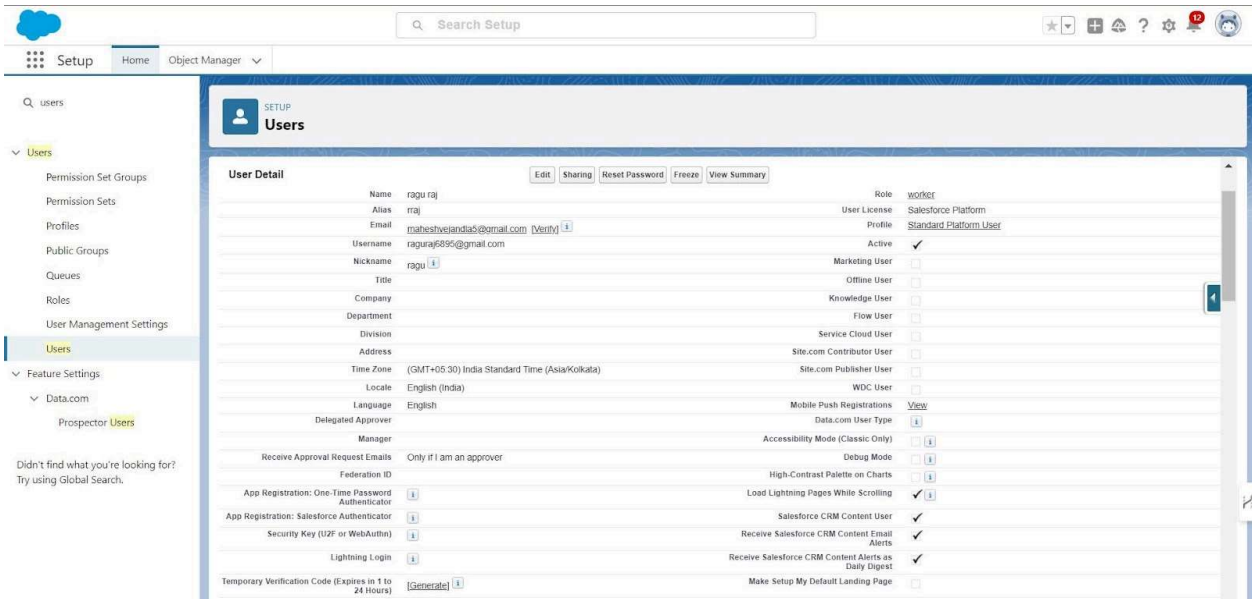 Search Setup
12
Setup
Home
Object Manager
users
SETUP
Users
Users
Permission Set Groups
Permission Sets
Profiles
Public Groups
Queues
Roles
User Management Settings
Users
Feature Settings
Data.com
Prospector Users
Didn't find what you're looking for?
Try using Global Search.
User Detail
Edit Sharing Reset Password Freeze View Summary
Name ragu raj Role worker
Alias rraj User License Salesforce Platform
Email maheshvejandla5@gmail.com [Verify] i Profile Standard Platform User
Username raguraj6895@gmail.com Active
Nickname ragu i Marketing User
Title Offline User
Company Knowledge User
Department Flow User
Division Service Cloud User
Address Site.com Contributor User
Time Zone (GMT+05:30) India Standard Time (Asia/Kolkata) Site.com Publisher User
Locale English (India) WDC User
Language English Mobile Push Registrations View
Delegated Approver Data.com User Type i
Manager Accessibility Mode (Classic Only) i
Receive Approval Request Emails Only if I am an approver Debug Mode i
Federation ID High-Contrast Palette on Charts i
App Registration: One-Time Password
Authenticator i Load Lightning Pages While Scrolling i
App Registration: Salesforce Authenticator i Salesforce CRM Content User
Security Key (U2F or WebAuthn) i Receive Salesforce CRM Content Email
Alerts
Lightning Login i Receive Salesforce CRM Content Alerts as
Daily Digest
Temporary Verification Code (Expires in 1 to
24 Hours) [Generate] i Make Setup My Default Landing Page